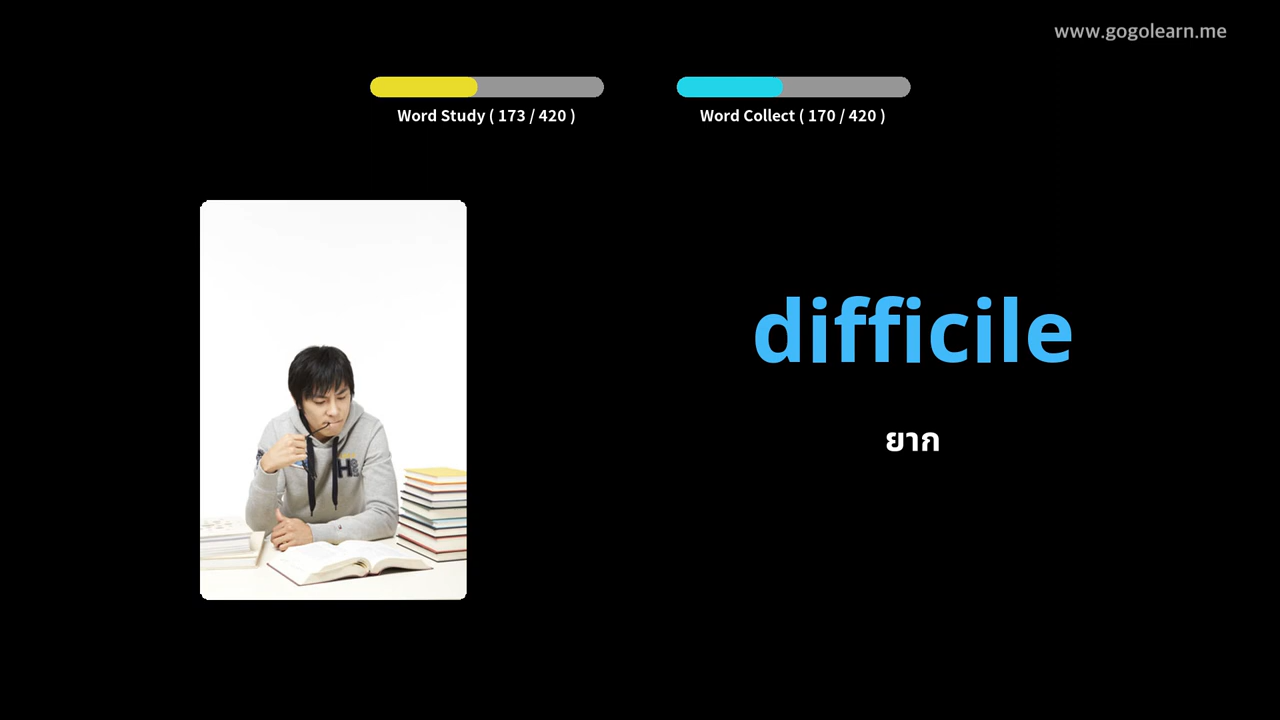 www.gogolearn.me
Word Study ( 173 / 420 )
Word Collect ( 170 / 420 )
difficile
ยาก
H